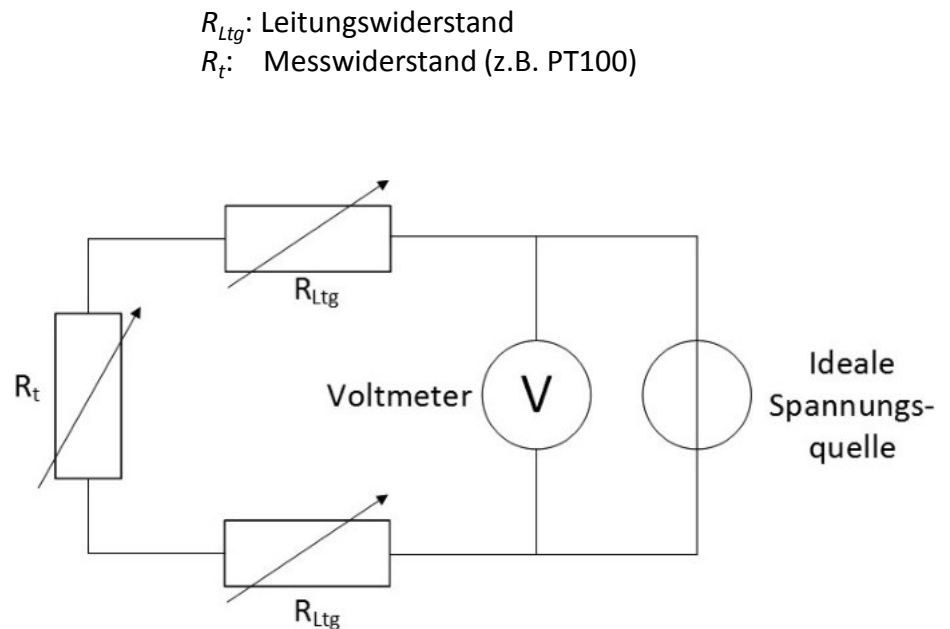 R_Ltg: Leitungswiderstand
R_t: Messwiderstand (z.B. PT100)
R_Ltg
R_t
Voltmeter
V
Ideale
Spannungs-
quelle
R_Ltg